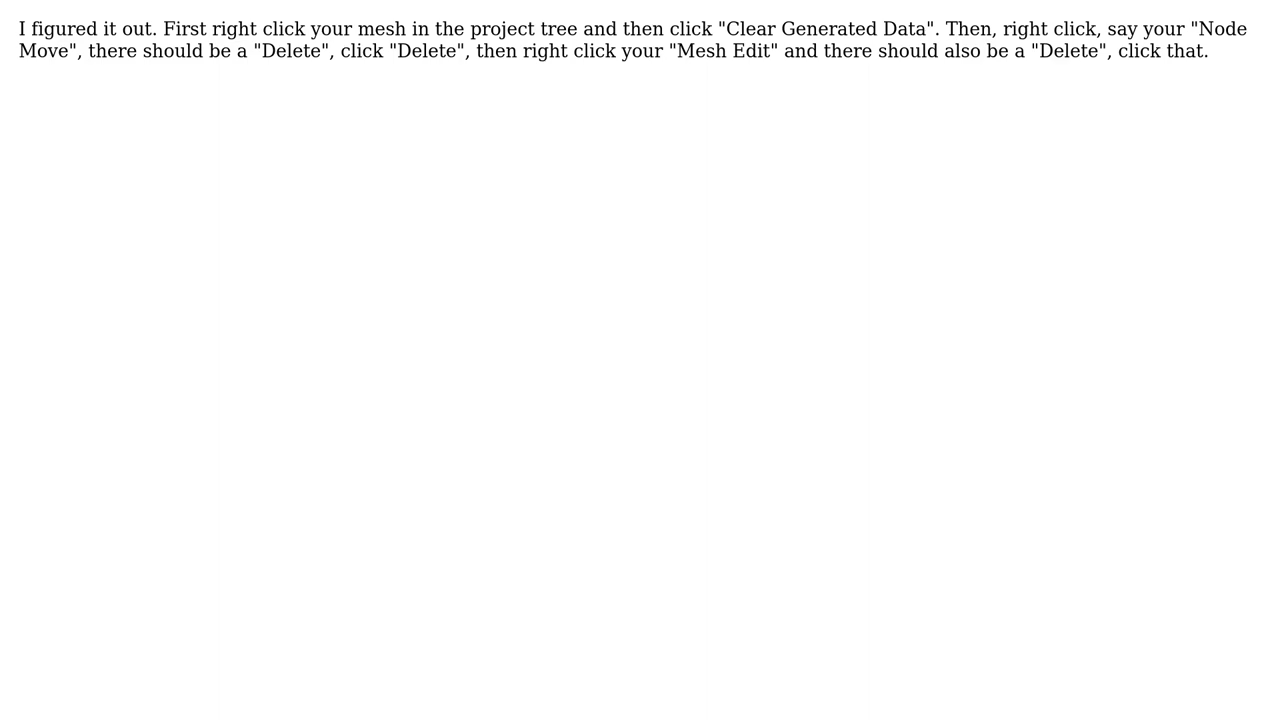 I figured it out. First right click your mesh in the project tree and then click "Clear Generated Data". Then, right click, say your "Node
Move", there should be a "Delete", click "Delete", then right click your "Mesh Edit" and there should also be a "Delete", click that.